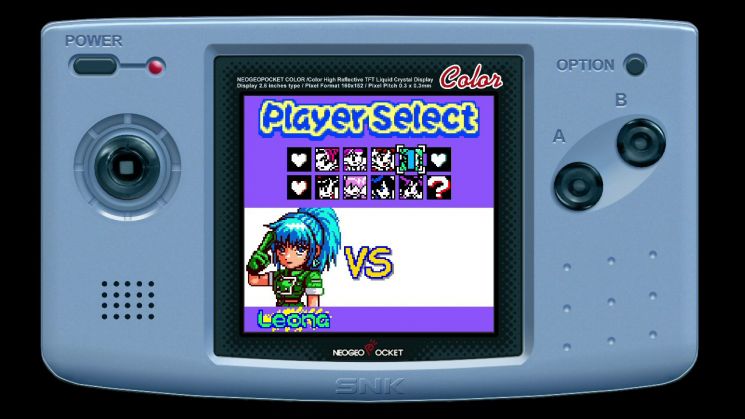 POWER
NEOGEOPOCKET COLOR /Color High Reflective TFT Liquid Crystal Display
Display 2.6 inches type / Pixel Format 160x152 / Pixel Pitch 0.3 x 0.3mm
Color
OPTION
B
A
Player Select
?
VS
Leona
NEOGEO POCKET
SNK